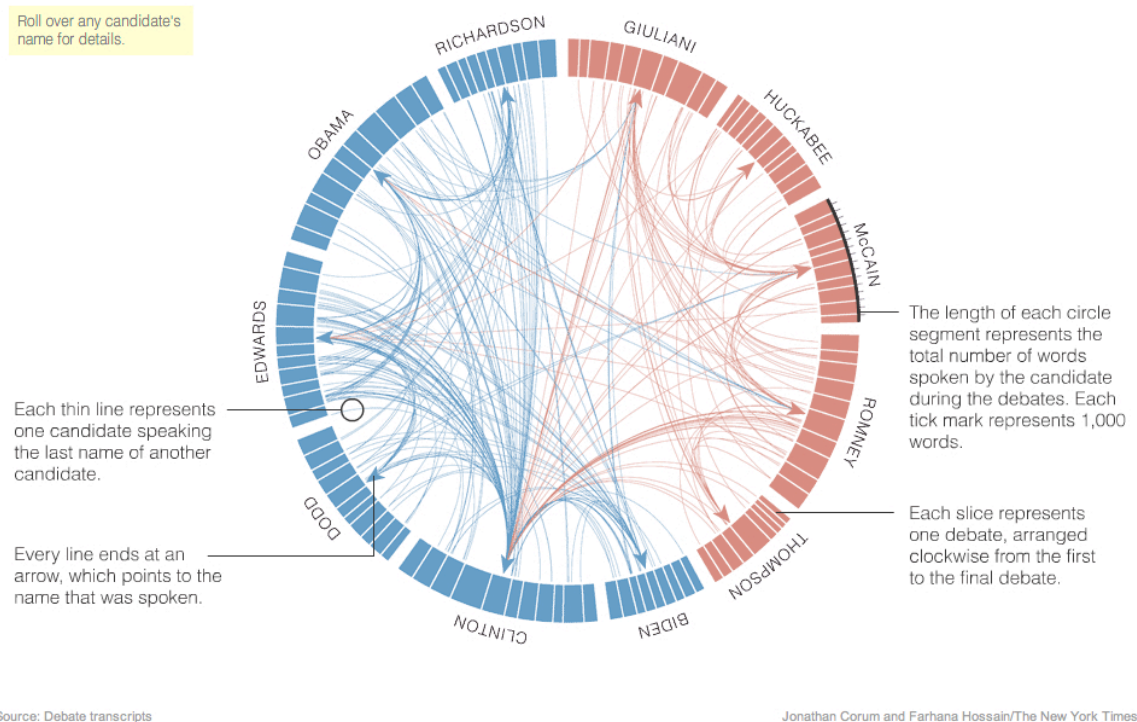 Roll over any candidate's
name for details.
RICHARDSON
GIULIANI
OBAMA
HUCKABEE
McCAIN
EDWARDS
The length of each circle
segment represents the
total number of words
spoken by the candidate
during the debates. Each
tick mark represents 1,000
words.
Each thin line represents
one candidate speaking
the last name of another
candidate.
ROMNEY
DODD
Each slice represents
one debate, arranged
clockwise from the first
to the final debate.
Every line ends at an
arrow, which points to the
name that was spoken.
THOMPSON
CLINTON
BIDEN
Source: Debate transcripts
Jonathan Corum and Farhana Hossain/The New York Times